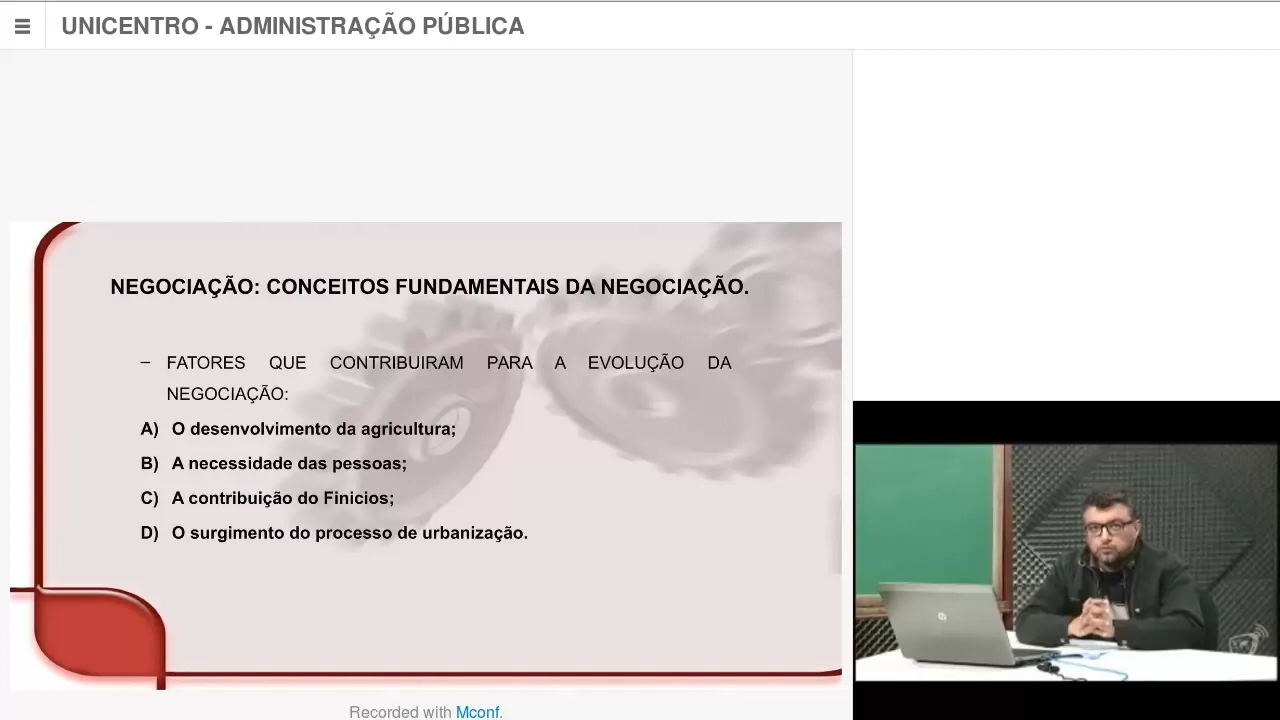 UNICENTRO - ADMINISTRAÇÃO PÚBLICA
NEGOCIAÇÃO: CONCEITOS FUNDAMENTAIS DA NEGOCIAÇÃO.
– FATORES QUE CONTRIBUIRAM PARA A EVOLUÇÃO DA
NEGOCIAÇÃO:
A) O desenvolvimento da agricultura;
B) A necessidade das pessoas;
C) A contribuição do Finicios;
D) O surgimento do processo de urbanização.
hp
Recorded with Mconf.